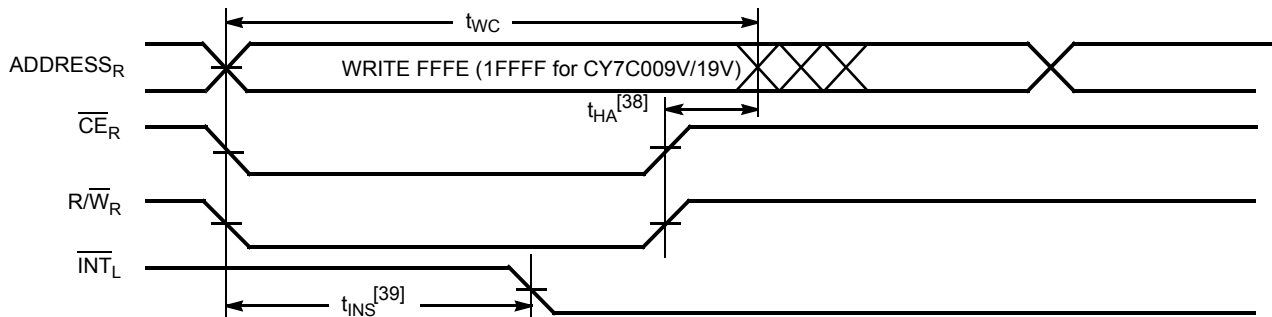 tWC
ADDRESSR
WRITE FFFE (1FFFF for CY7C009V/19V)
tHA[38]
CER
R/WR
INTL
tINS[39]